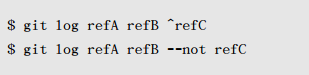 $ git log refA refB ^refC
$ git log refA refB --not refC